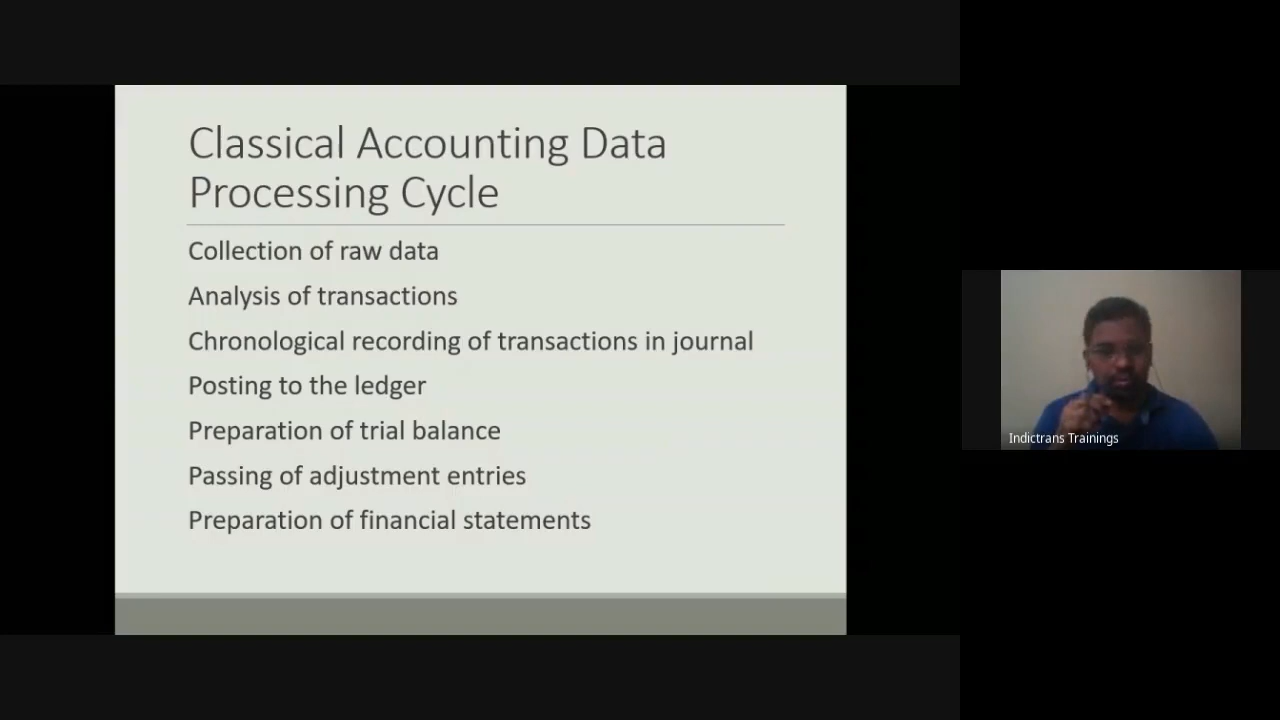 Classical Accounting Data
Processing Cycle
Collection of raw data
Analysis of transactions
Chronological recording of transactions in journal
Posting to the ledger
Preparation of trial balance
Passing of adjustment entries
Preparation of financial statements
Indictrans Trainings